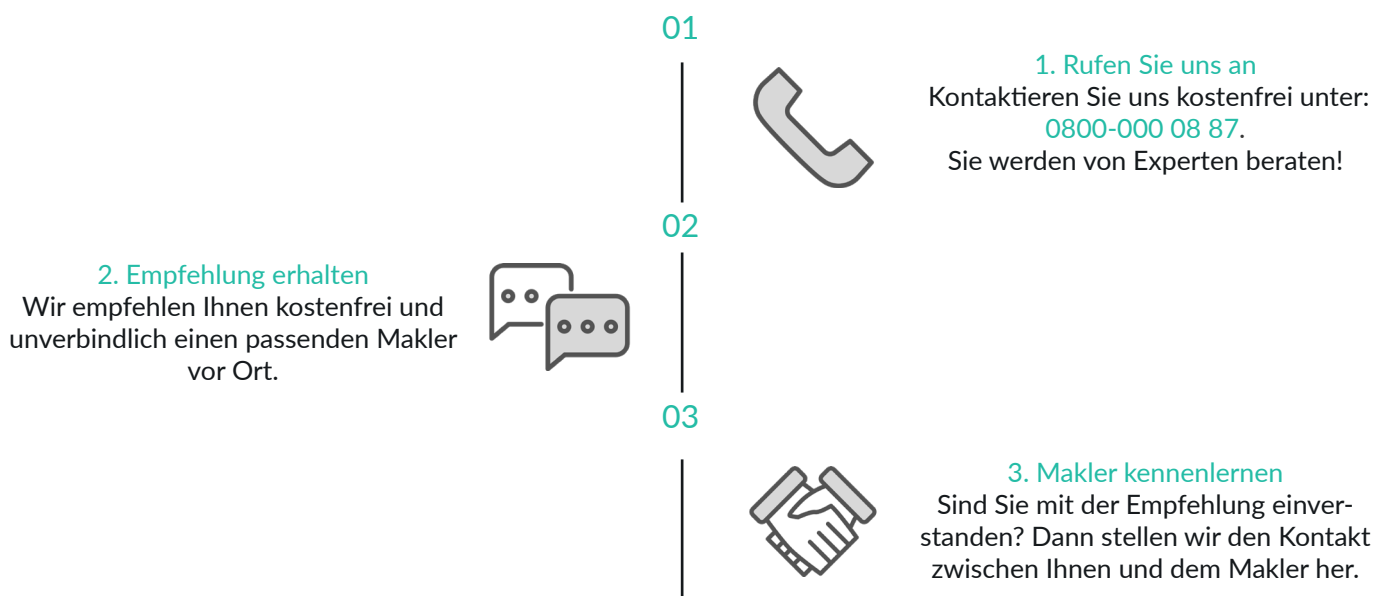 01
1. Rufen Sie uns an
Kontaktieren Sie uns kostenfrei unter:
0800-000 08 87.
Sie werden von Experten beraten!
02
2. Empfehlung erhalten
Wir empfehlen Ihnen kostenfrei und
unverbindlich einen passenden Makler
vor Ort.
03
3. Makler kennenlernen
Sind Sie mit der Empfehlung einver-
standen? Dann stellen wir den Kontakt
zwischen Ihnen und dem Makler her.